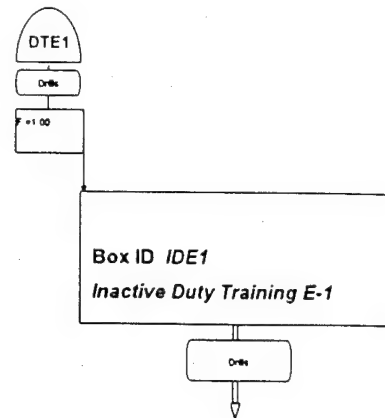 DTE1
Drills
F =1.00
Box ID IDE1
Inactive Duty Training E-1
Drills